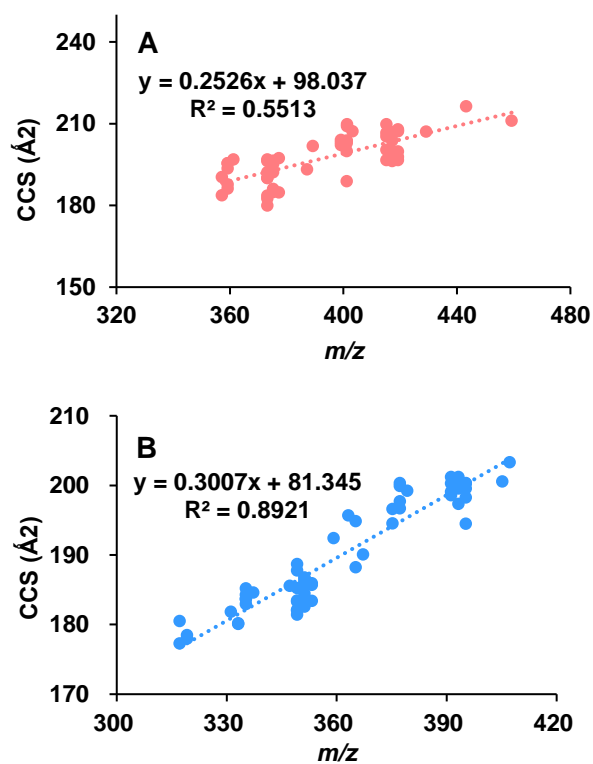 A
y = 0.2526x + 98.037
R² = 0.5513
CCS (Å2)
240
210
180
150
320
360
400
440
480
m/z
B
y = 0.3007x + 81.345
R² = 0.8921
CCS (Å2)
210
200
190
180
170
300
330
360
390
420
m/z